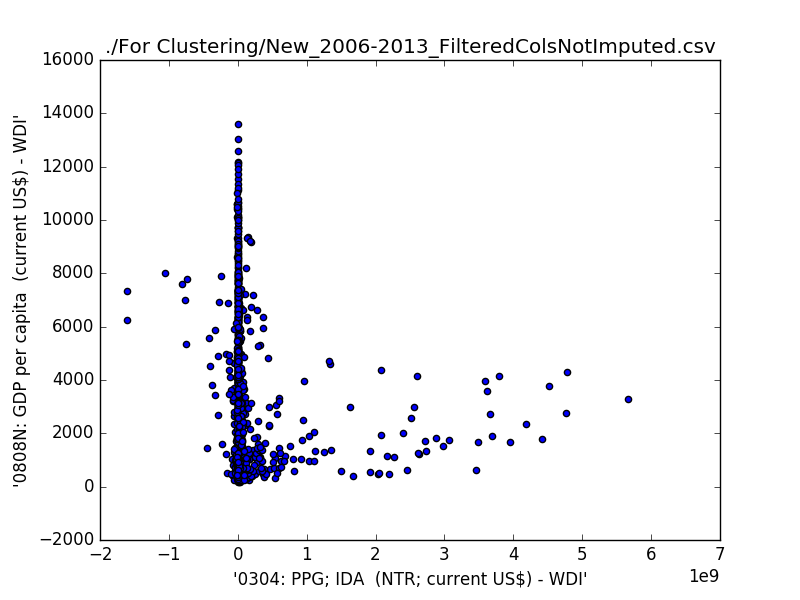 ./For Clustering/New_2006-2013_FilteredColsNotImputed.csv
16000
14000
12000
10000
8000
6000
4000
2000
0
−2000
'0808N: GDP per capita  (current US$) - WDI'
−2 −1 0 1 2 3 4 5 6 7
1e9
'0304: PPG; IDA  (NTR; current US$) - WDI'